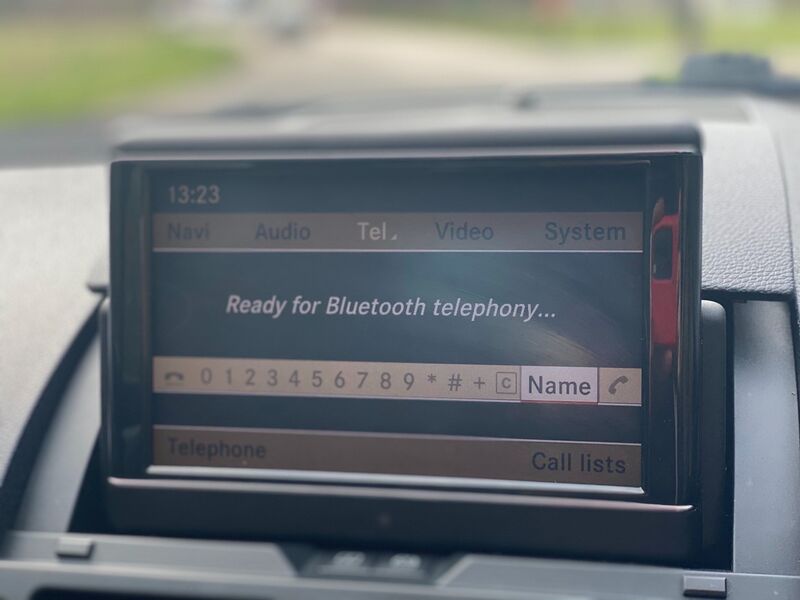 13:23
Navi Audio Tel Video System
Ready for Bluetooth telephony...
0 1 2 3 4 5 6 7 8 9 * # + C Name
Telephone Call lists